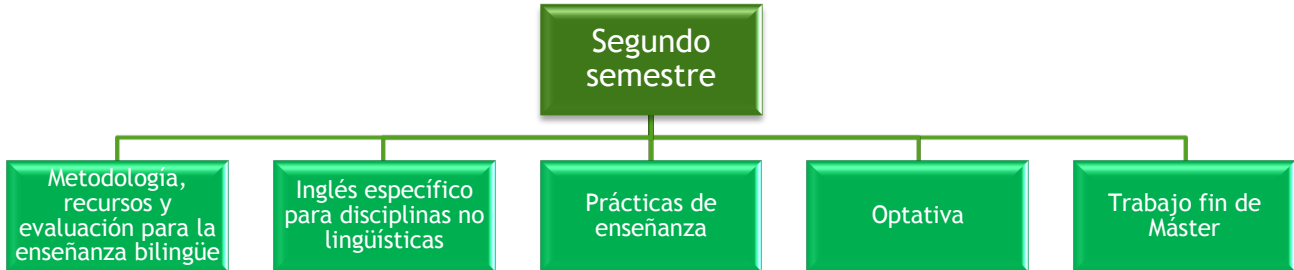 Segundo
semestre
Metodología,
recursos y
evaluación para la
enseñanza bilingüe
Inglés específico
para disciplinas no
lingüísticas
Prácticas de
enseñanza
Optativa
Trabajo fin de
Máster